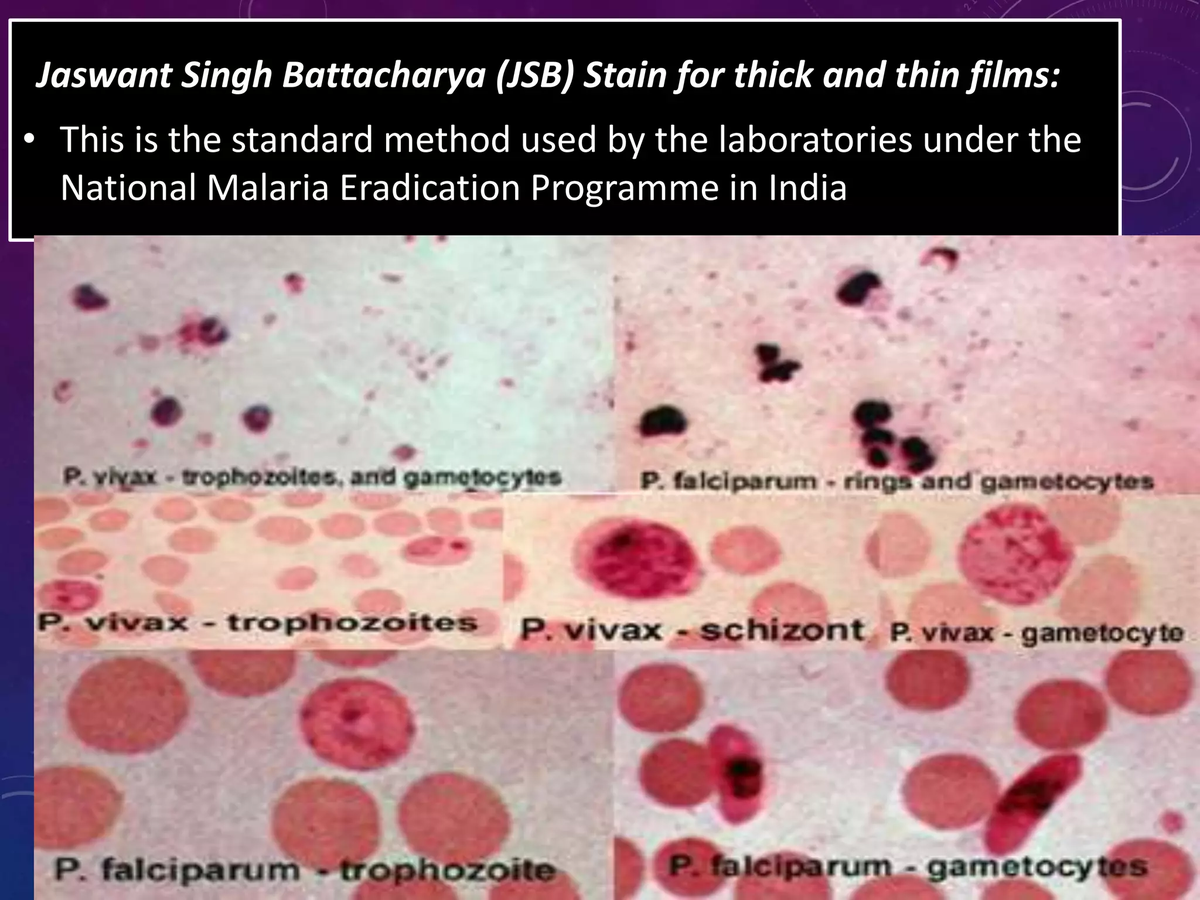 Jaswant Singh Battacharya (JSB) Stain for thick and thin films:
• This is the standard method used by the laboratories under the
National Malaria Eradication Programme in India
P. vivax - trophozoites, and gametocytes
P. falciparum - rings and gametocytes
P. vivax - trophozoites
P. vivax - schizont
P. vivax - gametocyte
P. falciparum - trophozoite
P. falciparum - gametocytes